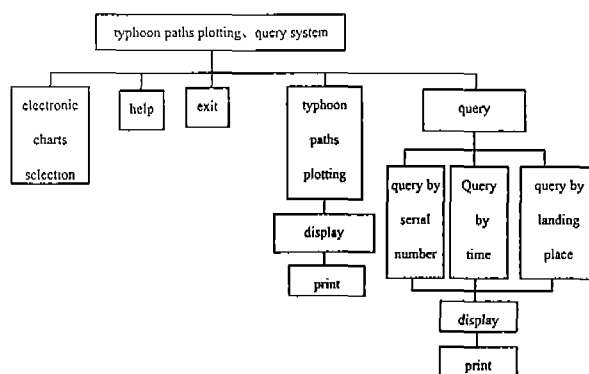 typhoon paths plotting、query system
electronic
charts
selection
help
exit
typhoon
paths
plotting
query
query by
serial
number
Query
by
time
query by
landing
place
display
print
display
print